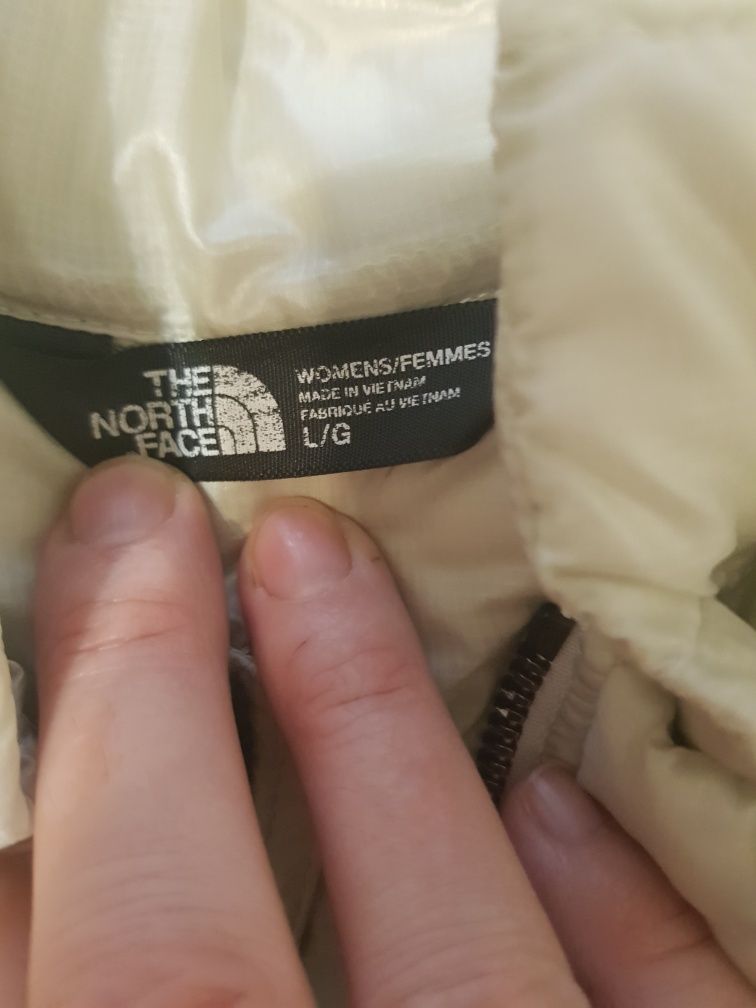 THE
NORTH
FACE
WOMENS/FEMMES
MADE IN VIETNAM
FABRIQUÉ AU VIETNAM
L/G